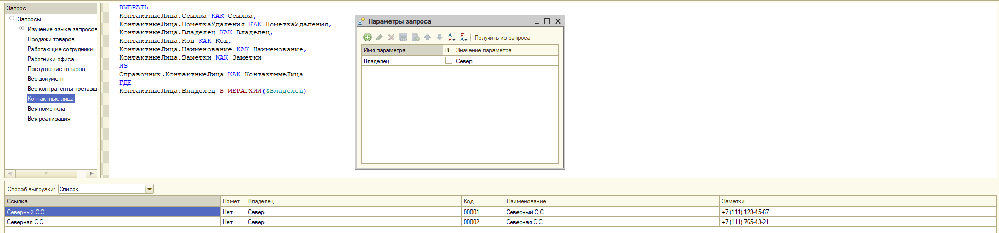 Запрос
Запросы
Изучение языка запросов
Продажи товаров
Работающие сотрудники
Работники офиса
Поступление товаров
Все документ
Все контрагенты-поставщ
Контактные лица
Вся номенкла
Вся реализация
ВЫБРАТЬ
КонтактныеЛица.Ссылка КАК Ссылка,
КонтактныеЛица.ПометкаУдаления КАК ПометкаУдаления,
КонтактныеЛица.Владелец КАК Владелец,
КонтактныеЛица.Код КАК Код,
КонтактныеЛица.Наименование КАК Наименование,
КонтактныеЛица.Заметки КАК Заметки
ИЗ
Справочник.КонтактныеЛица КАК КонтактныеЛица
ГДЕ
КонтактныеЛица.Владелец В ИЕРАРХИИ(&Владелец)
Параметры запроса
Получить из запроса
Имя параметра В Значение параметра
Владелец Север
Способ выгрузки: Список
Ссылка Помет... Владелец Код Наименование Заметки
Северный С.С. Нет Север 00001 Северный С.С. +7 (111) 123-45-67
Северная С.С. Нет Север 00002 Северная С.С. +7 (111) 765-43-21